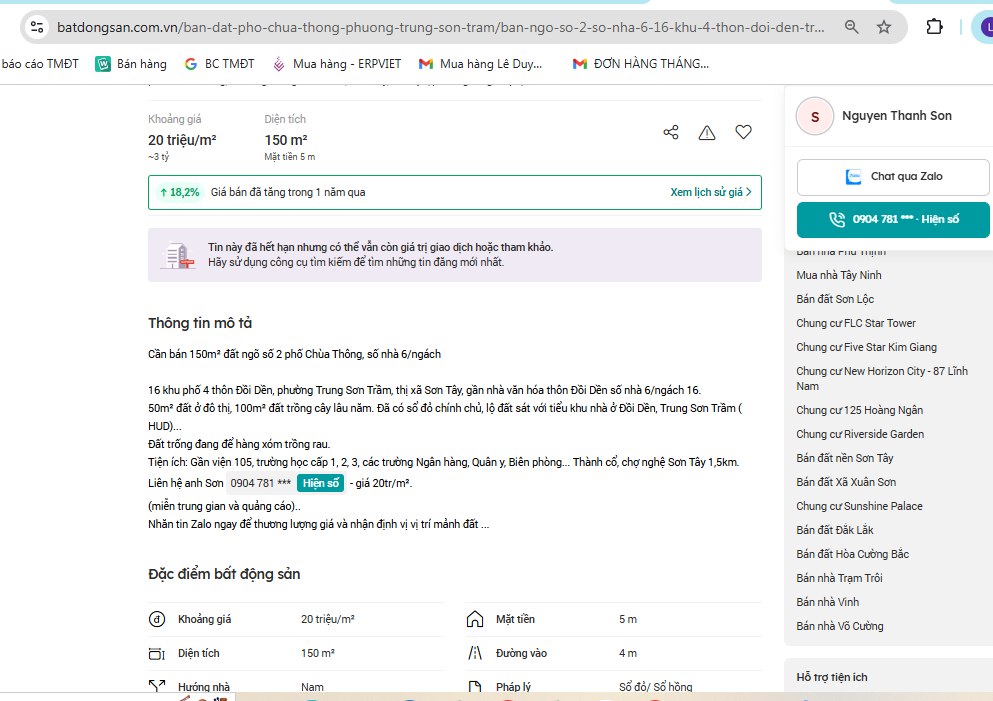 batdongsan.com.vn/ban-dat-pho-chua-thong-phuong-trung-son-tram/ban-ngo-so-2-so-nha-6-16-khu-4-thon-doi-den-tr...
báo cáo TMĐT
Bán hàng
BC TMĐT
Mua hàng - ERPVIET
Mua hàng Lê Duy...
ĐƠN HÀNG THÁNG...
Khoảng giá
Diện tích
20 triệu/m²
150 m²
~3 tỷ
Mặt tiền 5 m
18,2%
Giá bán đã tăng trong 1 năm qua
Xem lịch sử giá
Tin này đã hết hạn nhưng có thể vẫn còn giá trị giao dịch hoặc tham khảo.
Hãy sử dụng công cụ tìm kiếm để tìm những tin đăng mới nhất.
Thông tin mô tả
Cần bán 150m² đất ngõ số 2 phố Chùa Thông, số nhà 6/ngách
16 khu phố 4 thôn Đồi Dền, phường Trung Sơn Trầm, thị xã Sơn Tây, gần nhà văn hóa thôn Đồi Dền số nhà 6/ngách 16.
50m² đất ở đô thị, 100m² đất trồng cây lâu năm. Đã có sổ đỏ chính chủ, lộ đất sát với tiểu khu nhà ở Đồi Dền, Trung Sơn Trầm (
HUD)...
Đất trống đang để hàng xóm trồng rau.
Tiện ích: Gần viện 105, trường học cấp 1, 2, 3, các trường Ngân hàng, Quân y, Biên phòng... Thành cổ, chợ nghệ Sơn Tây 1,5km.
Liên hệ anh Sơn 0904 781 *** Hiện số - giá 20tr/m².
(miễn trung gian và quảng cáo)..
Nhăn tin Zalo ngay để thương lượng giá và nhận định vị vị trí mảnh đất ...
Đặc điểm bất động sản
Khoảng giá
20 triệu/m²
Mặt tiền
5 m
Diện tích
150 m²
Đường vào
4 m
Hướng nhà
Nam
Pháp lý
Sổ đỏ/ Sổ hồng
S
Nguyen Thanh Son
Chat qua Zalo
0904 781 *** · Hiện số
Bán nhà Phú Thịnh
Mua nhà Tây Ninh
Bán đất Sơn Lộc
Chung cư FLC Star Tower
Chung cư Five Star Kim Giang
Chung cư New Horizon City - 87 Lĩnh
Nam
Chung cư 125 Hoàng Ngân
Chung cư Riverside Garden
Bán đất nền Sơn Tây
Bán đất Xã Xuân Sơn
Chung cư Sunshine Palace
Bán đất Đắk Lắk
Bán đất Hòa Cường Bắc
Bán nhà Trạm Trôi
Bán nhà Vinh
Bán nhà Võ Cường
Hỗ trợ tiện ích